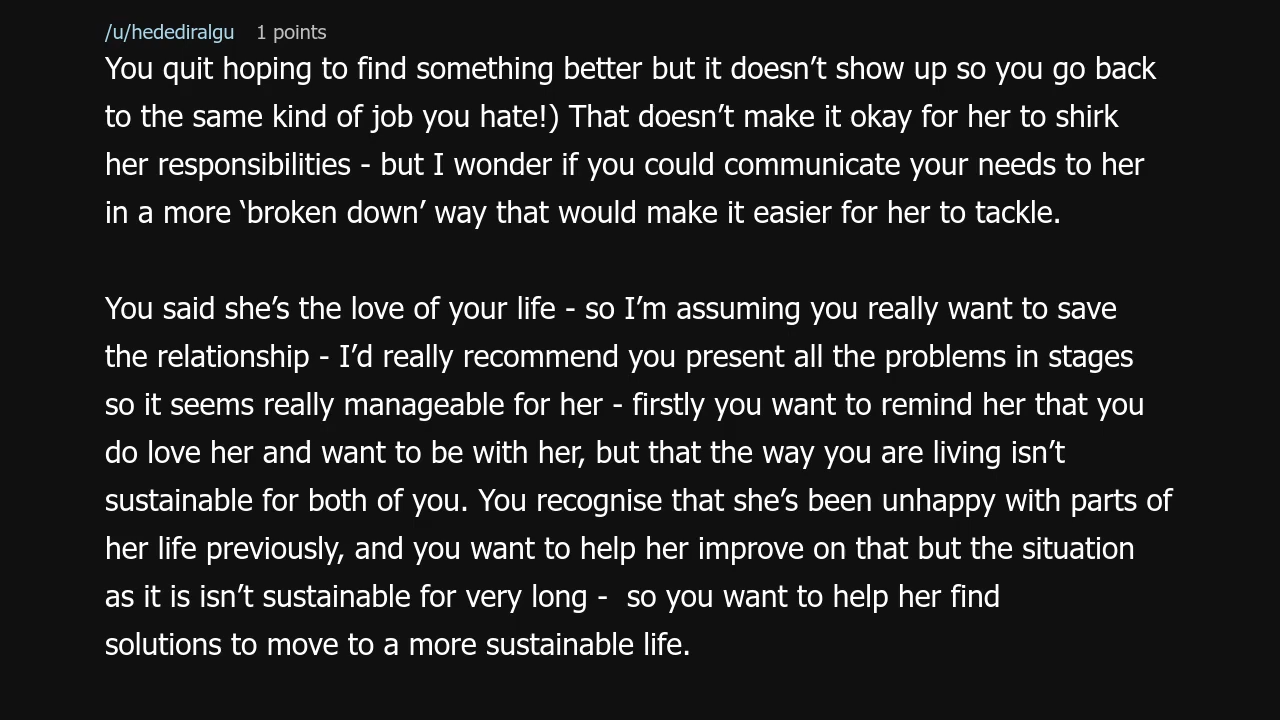 /u/hedediralgu 1 points
You quit hoping to find something better but it doesn’t show up so you go back
to the same kind of job you hate!) That doesn’t make it okay for her to shirk
her responsibilities - but I wonder if you could communicate your needs to her
in a more ‘broken down’ way that would make it easier for her to tackle.
You said she’s the love of your life - so I’m assuming you really want to save
the relationship - I’d really recommend you present all the problems in stages
so it seems really manageable for her - firstly you want to remind her that you
do love her and want to be with her, but that the way you are living isn’t
sustainable for both of you. You recognise that she’s been unhappy with parts of
her life previously, and you want to help her improve on that but the situation
as it is isn’t sustainable for very long -  so you want to help her find
solutions to move to a more sustainable life.